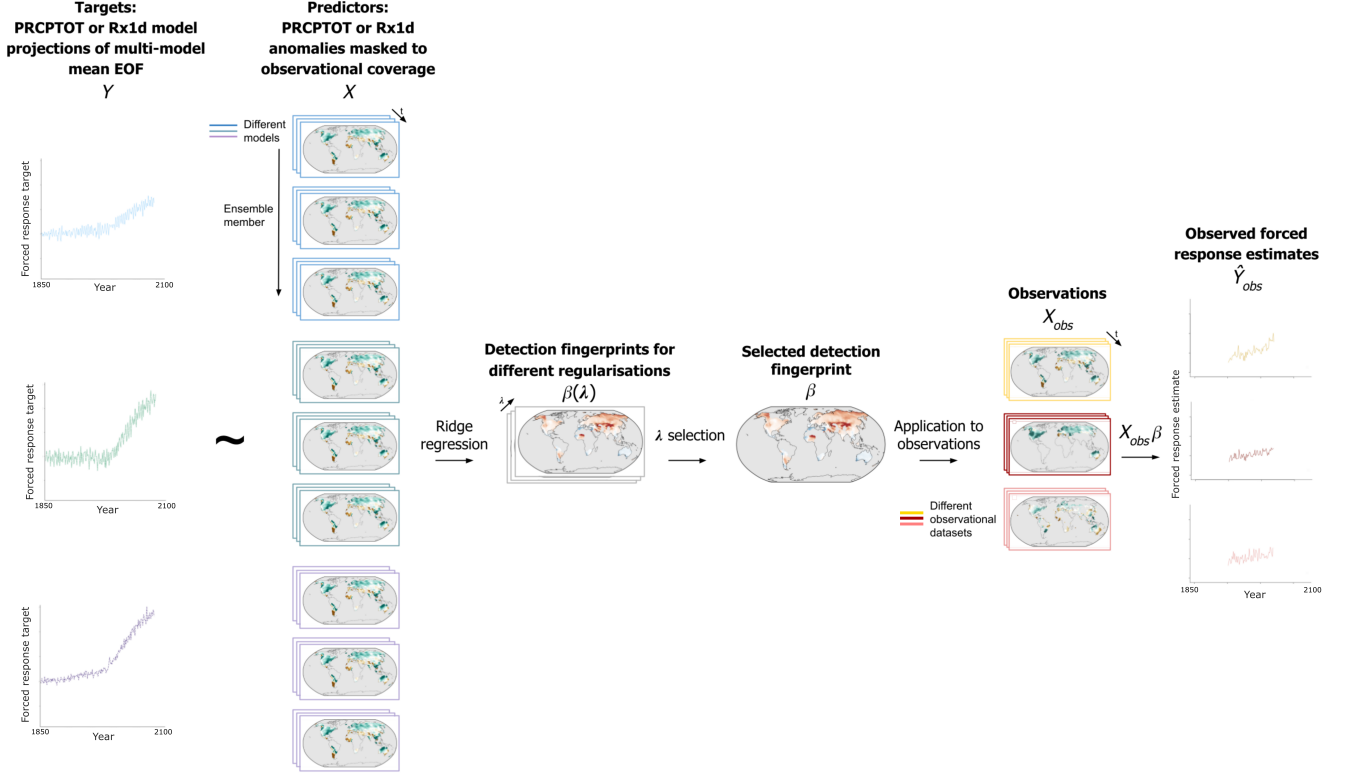 Targets:
PRCPTOT or Rx1d model
projections of multi-model
mean EOF
Y
Forced response target
1850
Year
2100
Forced response target
1850
Year
2100
Forced response target
1850
Year
2100
~
Predictors:
PRCPTOT or Rx1d
anomalies masked to
observational coverage
X
Different
models
t
Ensemble
member
Ridge
regression
Detection fingerprints for
different regularisations
β(λ)
λ
λ selection
Selected detection
fingerprint
β
Application to
observations
Observations
X_obs
t
Different
observational
datasets
X_obs β
Observed forced
response estimates
Ŷ_obs
Forced response estimate
1850
Year
2100